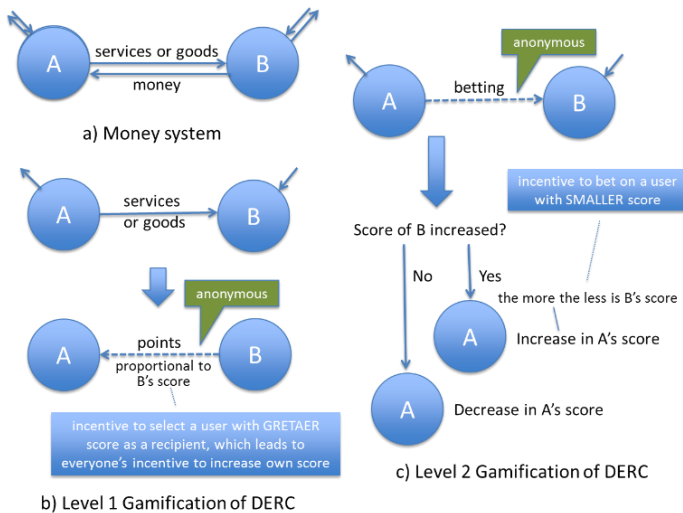 A
services or goods
money
B
a) Money system
A
services
or goods
B
anonymous
A
points
proportional to
B's score
B
incentive to select a user with GRETAER
score as a recipient, which leads to
everyone's incentive to increase own score
b) Level 1 Gamification of DERC
anonymous
A
betting
B
incentive to bet on a user
with SMALLER score
Score of B increased?
No
Yes
the more the less is B's score
A
Increase in A's score
A
Decrease in A's score
c) Level 2 Gamification of DERC